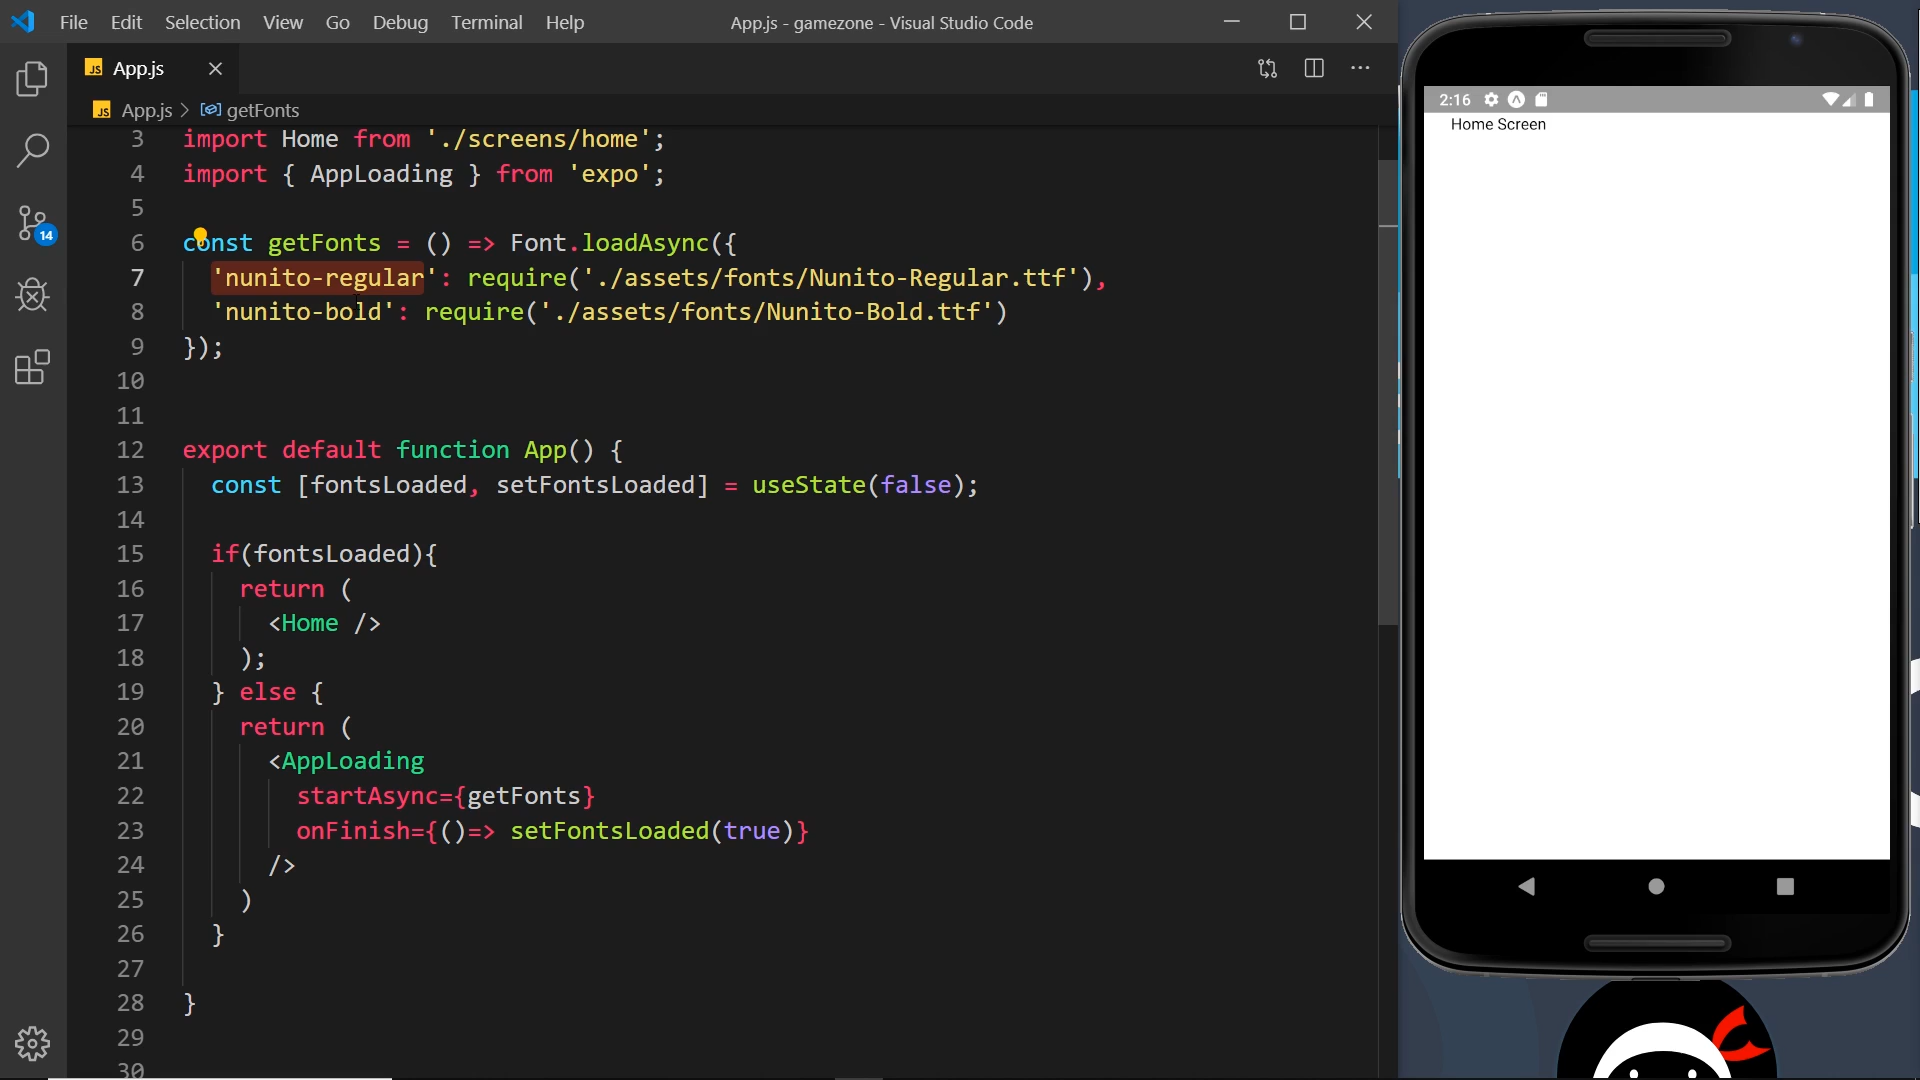 File Edit Selection View Go Debug Terminal Help
App.js - gamezone - Visual Studio Code
JS App.js
JS App.js > getFonts
14
3 import Home from './screens/home';
4 import { AppLoading } from 'expo';
5
6 const getFonts = () => Font.loadAsync({
7 'nunito-regular': require('./assets/fonts/Nunito-Regular.ttf'),
8 'nunito-bold': require('./assets/fonts/Nunito-Bold.ttf')
9 });
10
11
12 export default function App() {
13 const [fontsLoaded, setFontsLoaded] = useState(false);
14
15 if(fontsLoaded){
16 return (
17 <Home />
18 );
19 } else {
20 return (
21 <AppLoading
22 startAsync={getFonts}
23 onFinish={()=> setFontsLoaded(true)}
24 />
25 )
26 }
27
28 }
29
30
2:16
Home Screen